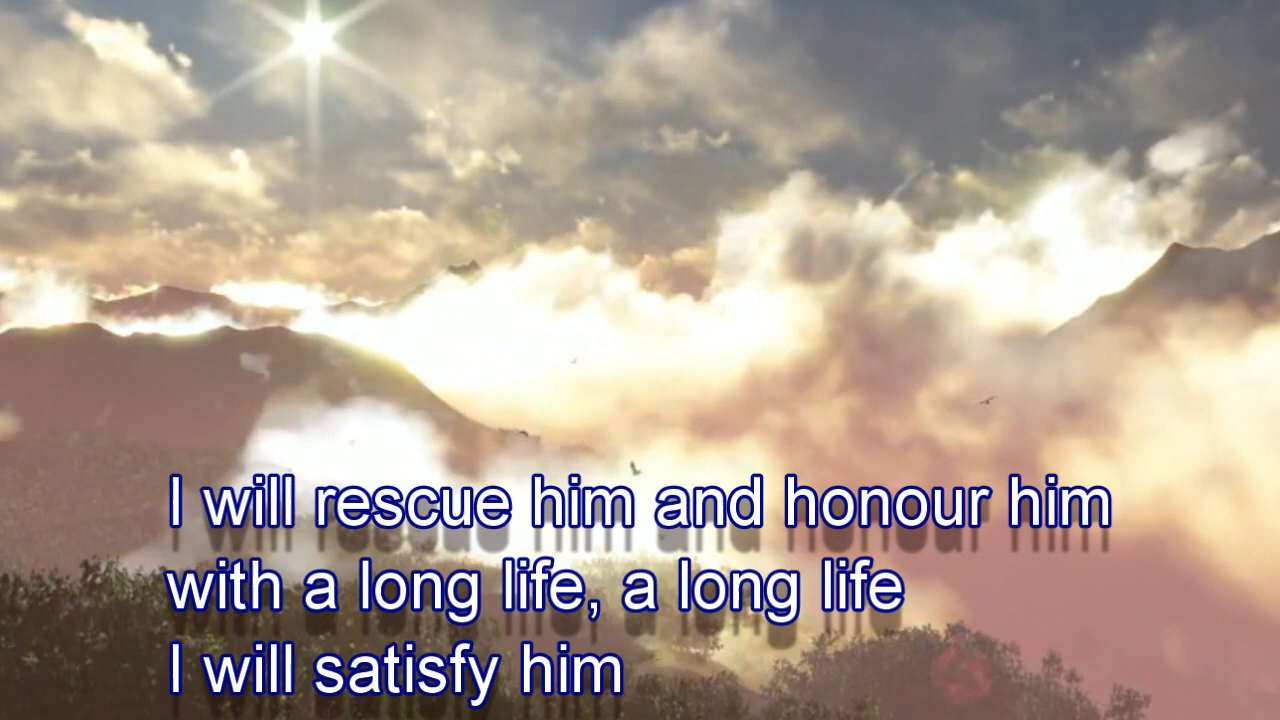 I will rescue him and honour him
with a long life, a long life
I will satisfy him